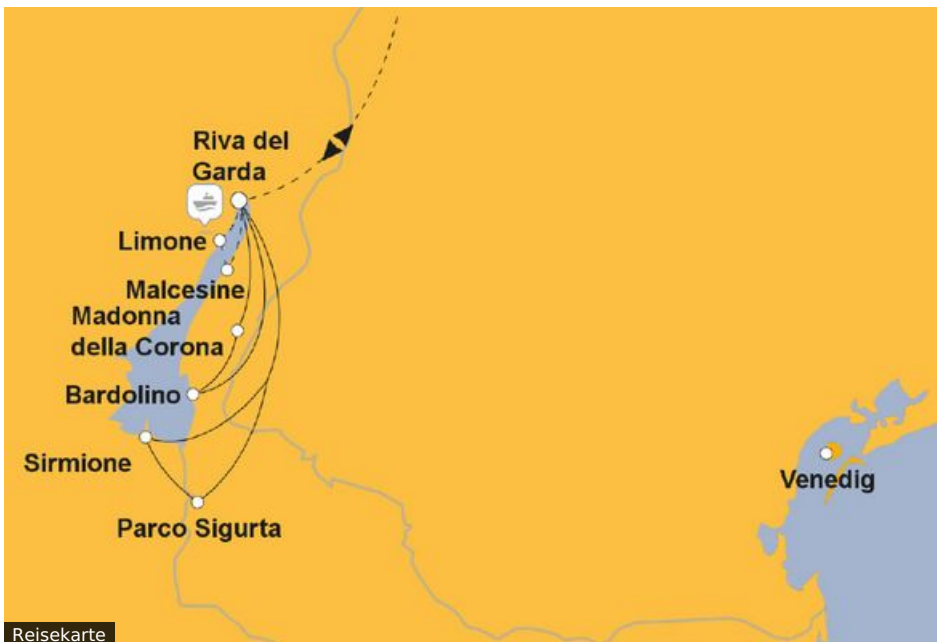 Riva del
Garda
Limone
Malcesine
Madonna
della Corona
Bardolino
Sirmione
Venedig
Parco Sigurta
Reisekarte